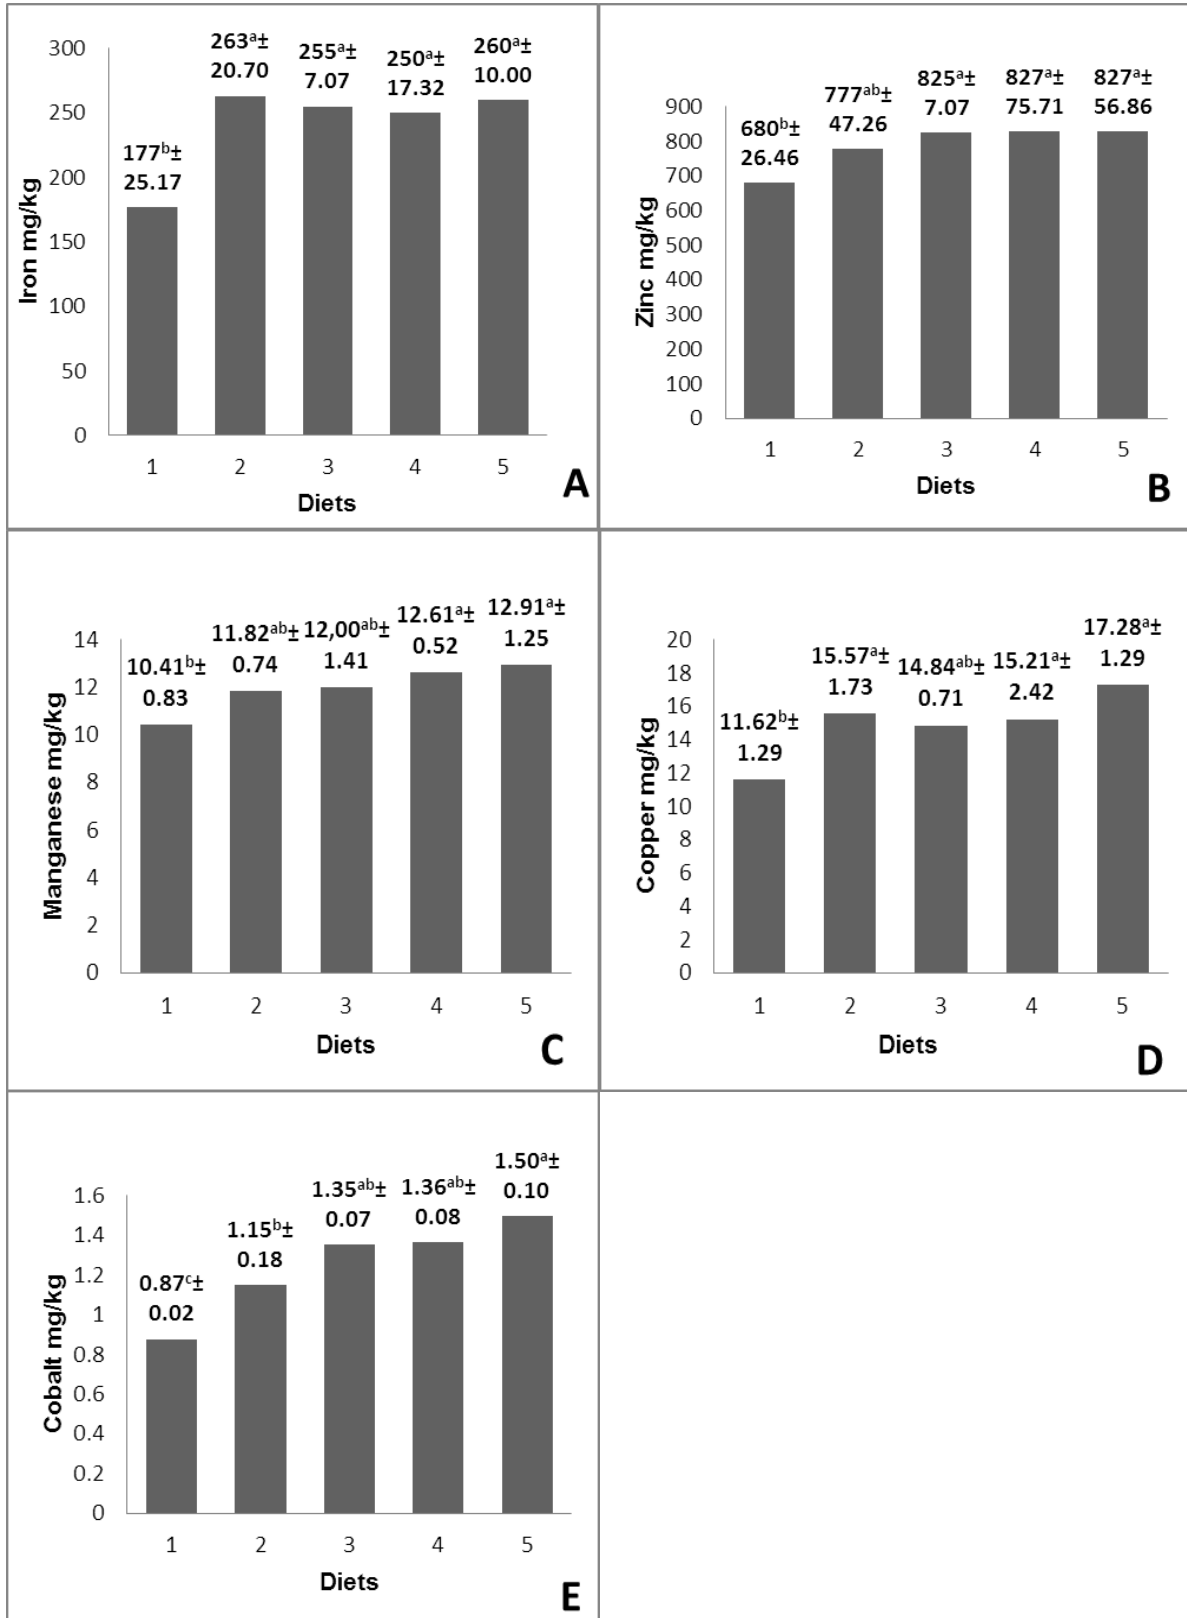 263ᵃ±
20.70
255ᵃ±
7.07
250ᵃ±
17.32
260ᵃ±
10.00
177ᵇ±
25.17
300
250
200
150
100
50
0
Iron mg/kg
1 2 3 4 5
Diets
A
680ᵇ±
26.46
777ᵃᵇ±
47.26
825ᵃ±
7.07
827ᵃ±
75.71
827ᵃ±
56.86
900
800
700
600
500
400
300
200
100
0
Zinc mg/kg
1 2 3 4 5
Diets
B
10.41ᵇ±
0.83
11.82ᵃᵇ±
0.74
12,00ᵃᵇ±
1.41
12.61ᵃ±
0.52
12.91ᵃ±
1.25
14
12
10
8
6
4
2
0
Manganese mg/kg
1 2 3 4 5
Diets
C
11.62ᵇ±
1.29
15.57ᵃ±
1.73
14.84ᵃᵇ±
0.71
15.21ᵃ±
2.42
17.28ᵃ±
1.29
20
18
16
14
12
10
8
6
4
2
0
Copper mg/kg
1 2 3 4 5
Diets
D
0.87ᶜ±
0.02
1.15ᵇ±
0.18
1.35ᵃᵇ±
0.07
1.36ᵃᵇ±
0.08
1.50ᵃ±
0.10
1.6
1.4
1.2
1
0.8
0.6
0.4
0.2
0
Cobalt mg/kg
1 2 3 4 5
Diets
E